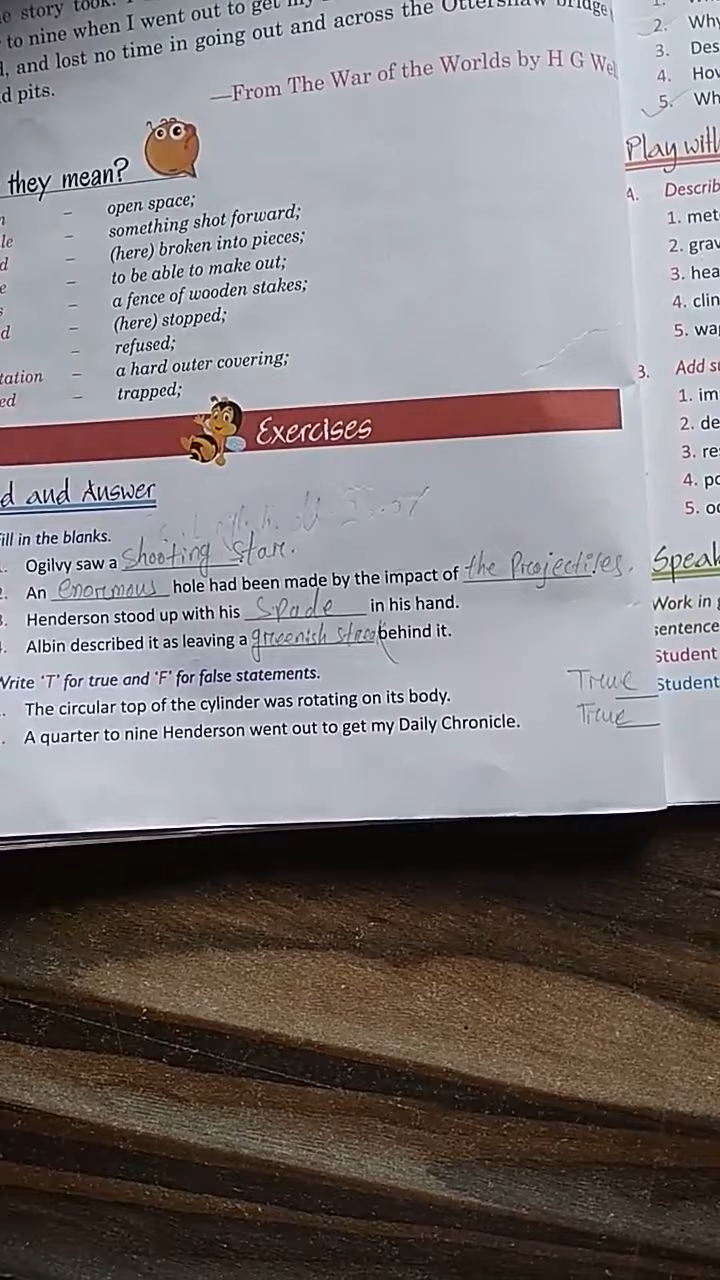 e story took.
to nine when I went out to get my
, and lost no time in going out and across the Ottershaw bridge
d pits.
—From The War of the Worlds by H G Wel
they mean?
n – open space;
le – something shot forward;
d – (here) broken into pieces;
e – to be able to make out;
s – a fence of wooden stakes;
d – (here) stopped;
– refused;
tation – a hard outer covering;
ed – trapped;
Exercises
d and Answer
ill in the blanks.
. Ogilvy saw a shooting starr.
2. An enormous hole had been made by the impact of the Projectiles.
3. Henderson stood up with his Spade in his hand.
. Albin described it as leaving a greenish behind it.
Write 'T' for true and 'F' for false statements.
. The circular top of the cylinder was rotating on its body. True
. A quarter to nine Henderson went out to get my Daily Chronicle. True
2. Why
3. Des
4. How
5. Wh
Play with
A. Describ
1. met
2. grav
3. hea
4. clin
5. wa
3. Add su
1. im
2. de
3. re
4. po
5. oc
Speak
Work in g
sentence
Student
Student